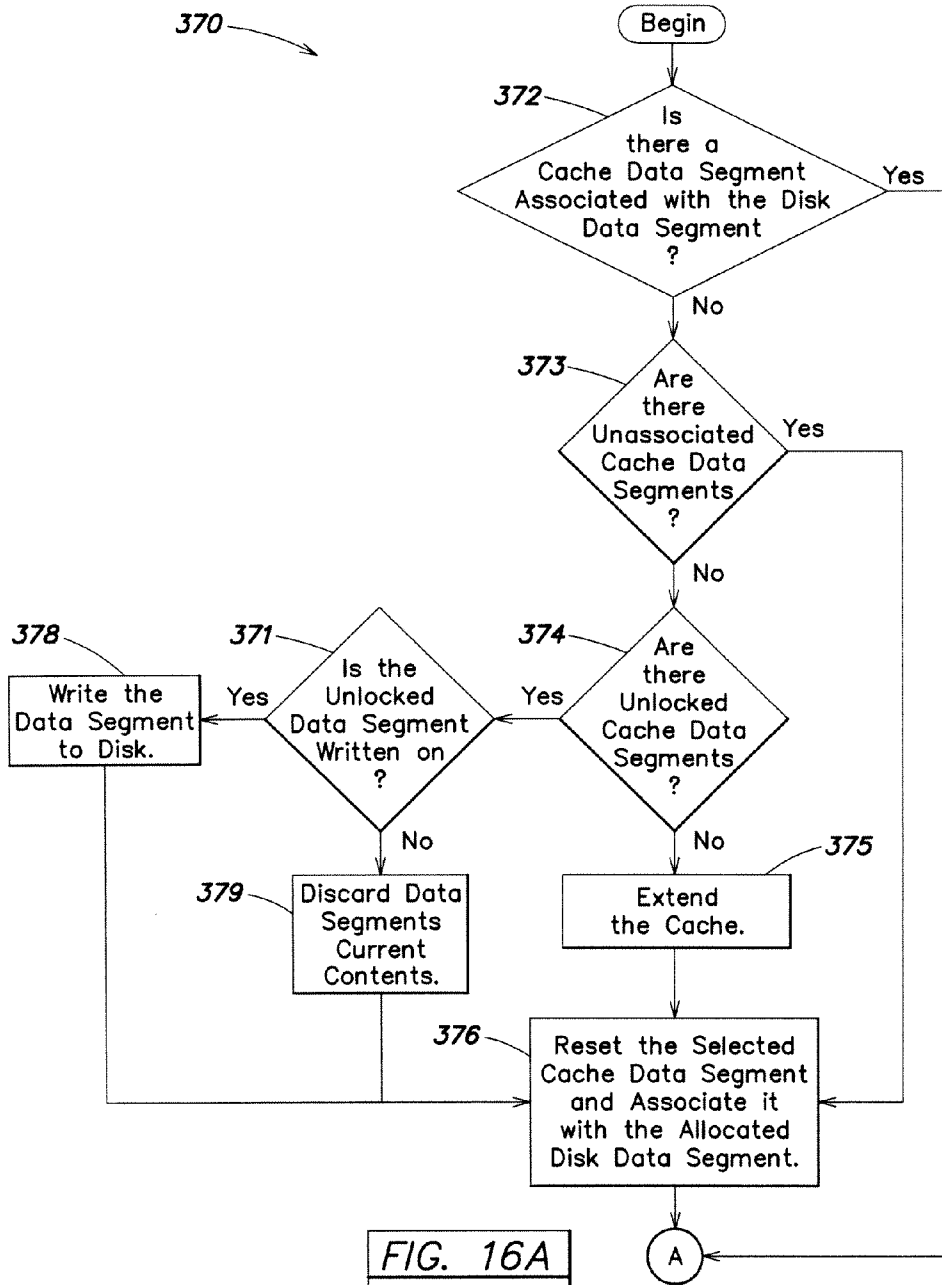 370
Begin
372
Is
there a
Cache Data Segment
Associated with the Disk
Data Segment
?
Yes
No
373
Are
there
Unassociated
Cache Data
Segments
?
Yes
No
378
Write the
Data Segment
to Disk.
Yes
371
Is the
Unlocked
Data Segment
Written on
?
Yes
374
Are
there
Unlocked
Cache Data
Segments
?
No
No
379
Discard Data
Segments
Current
Contents.
375
Extend
the Cache.
376
Reset the Selected
Cache Data Segment
and Associate it
with the Allocated
Disk Data Segment.
FIG. 16A
A